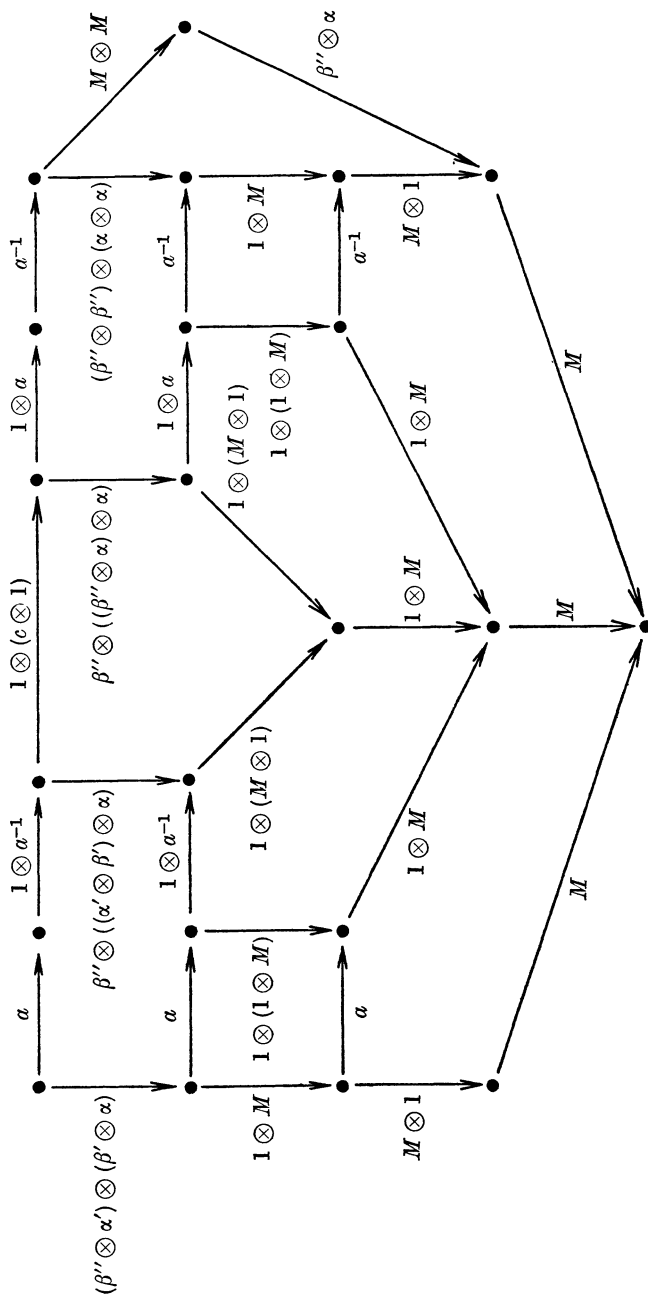 a
1 ⊗ a⁻¹
1 ⊗ (c ⊗ 1)
1 ⊗ a
a⁻¹
M ⊗ M
(β'' ⊗ α') ⊗ (β' ⊗ α)
β'' ⊗ ((α' ⊗ β') ⊗ α)
β'' ⊗ ((β'' ⊗ α) ⊗ α)
(β'' ⊗ β'') ⊗ (α ⊗ α)
β'' ⊗ α
a
1 ⊗ a⁻¹
1 ⊗ a
a⁻¹
1 ⊗ M
1 ⊗ (1 ⊗ M)
1 ⊗ (M ⊗ 1)
1 ⊗ (M ⊗ 1)
1 ⊗ (1 ⊗ M)
1 ⊗ M
a
a⁻¹
M ⊗ 1
1 ⊗ M
1 ⊗ M
1 ⊗ M
M ⊗ 1
M
M
M